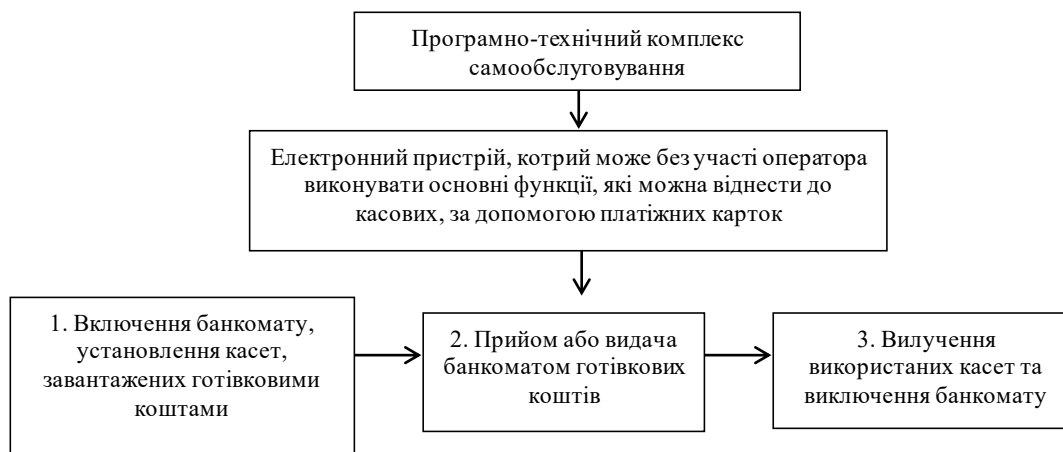 Програмно-технічний комплекс
самообслуговування
Електронний пристрій, котрий може без участі оператора
виконувати основні функції, які можна віднести до
касових, за допомогою платіжних карток
1. Включення банкомату,
установлення касет,
завантажених готівковими
коштами
2. Прийом або видача
банкоматом готівкових
коштів
3. Вилучення
використаних касет та
виключення банкомату